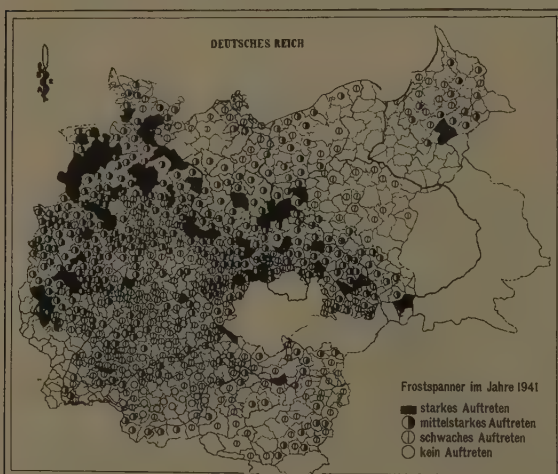 DEUTSCHES REICH
Frostspanner im Jahre 1941
starkes Auftreten
mittelstarkes Auftreten
schwaches Auftreten
kein Auftreten